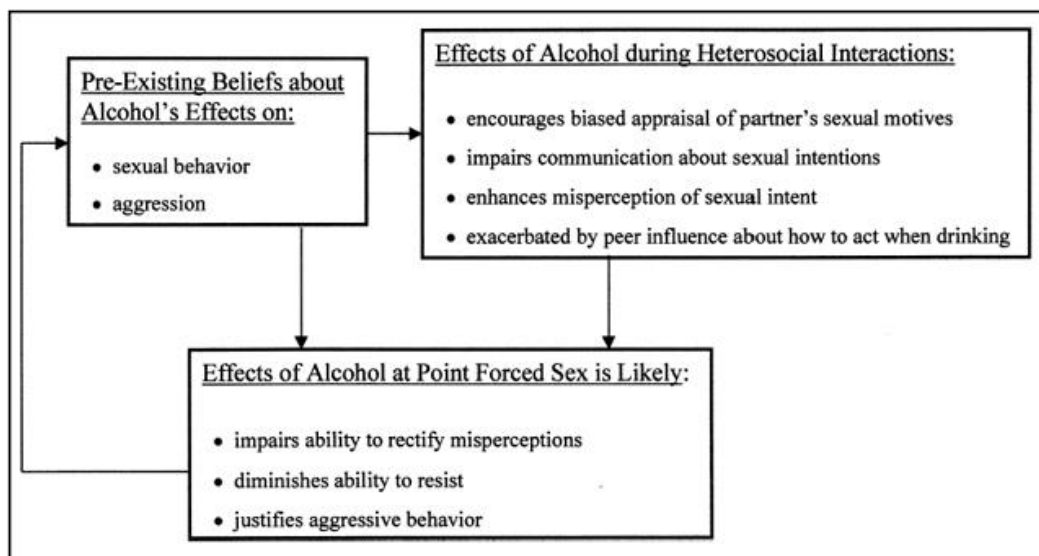 Pre-Existing Beliefs about
Alcohol's Effects on:
• sexual behavior
• aggression
Effects of Alcohol during Heterosocial Interactions:
• encourages biased appraisal of partner's sexual motives
• impairs communication about sexual intentions
• enhances misperception of sexual intent
• exacerbated by peer influence about how to act when drinking
Effects of Alcohol at Point Forced Sex is Likely:
• impairs ability to rectify misperceptions
• diminishes ability to resist
• justifies aggressive behavior